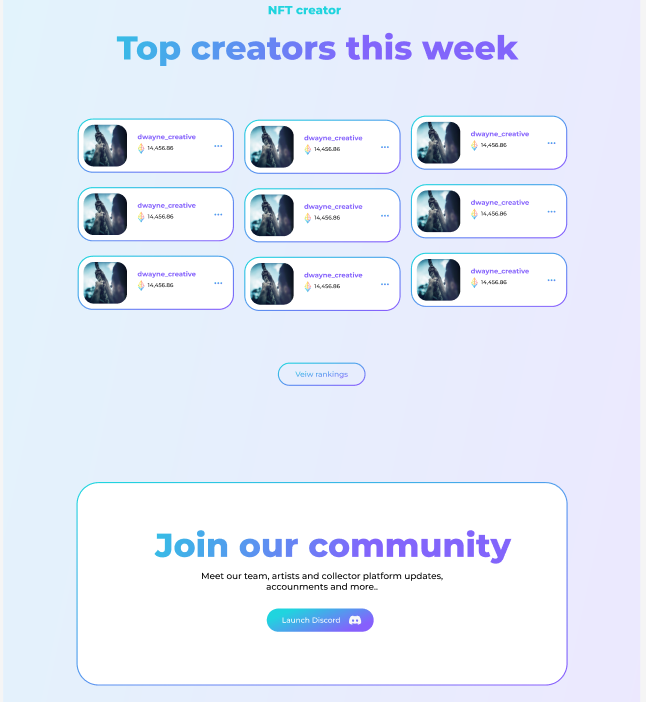 NFT creator
Top creators this week
dwayne_creative
14,456.86
dwayne_creative
14,456.86
dwayne_creative
14,456.86
dwayne_creative
14,456.86
dwayne_creative
14,456.86
dwayne_creative
14,456.86
dwayne_creative
14,456.86
dwayne_creative
14,456.86
dwayne_creative
14,456.86
Veiw rankings
Join our community
Meet our team, artists and collector platform updates,
accounments and more..
Launch Discord